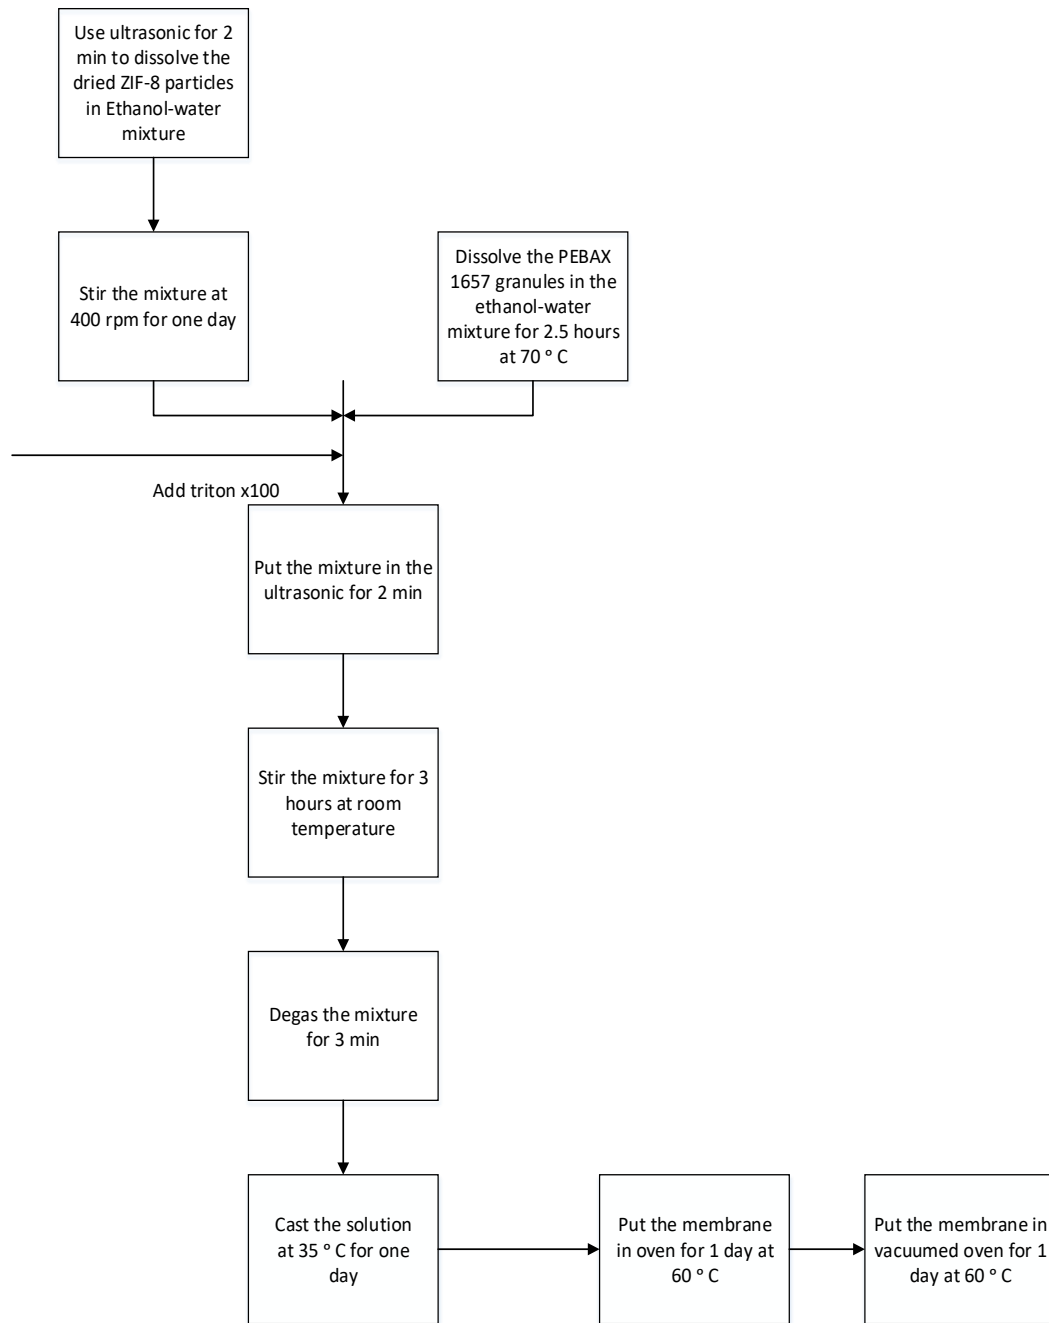 Use ultrasonic for 2
min to dissolve the
dried ZIF-8 particles
in Ethanol-water
mixture
Stir the mixture at
400 rpm for one day
Dissolve the PEBAX
1657 granules in the
ethanol-water
mixture for 2.5 hours
at 70 º C
Add triton x100
Put the mixture in the
ultrasonic for 2 min
Stir the mixture for 3
hours at room
temperature
Degas the mixture
for 3 min
Cast the solution
at 35 º C for one
day
Put the membrane
in oven for 1 day at
60 º C
Put the membrane in
vacuumed oven for 1
day at 60 º C